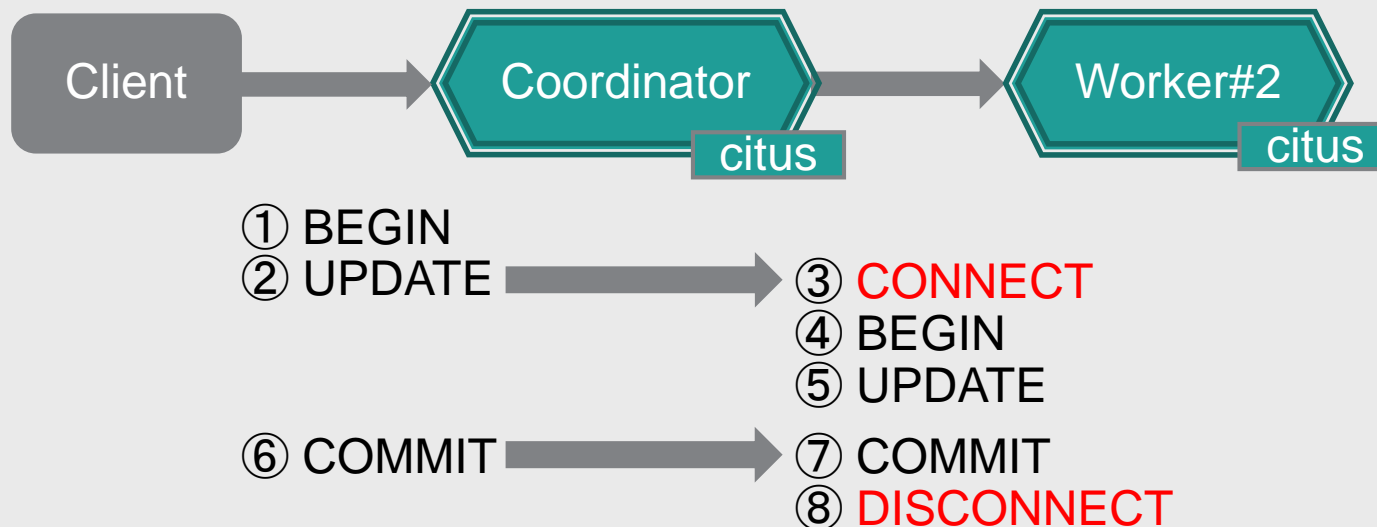 Client
Coordinator
Worker#2
citus
citus
① BEGIN
② UPDATE
③ CONNECT
④ BEGIN
⑤ UPDATE
⑥ COMMIT
⑦ COMMIT
⑧ DISCONNECT